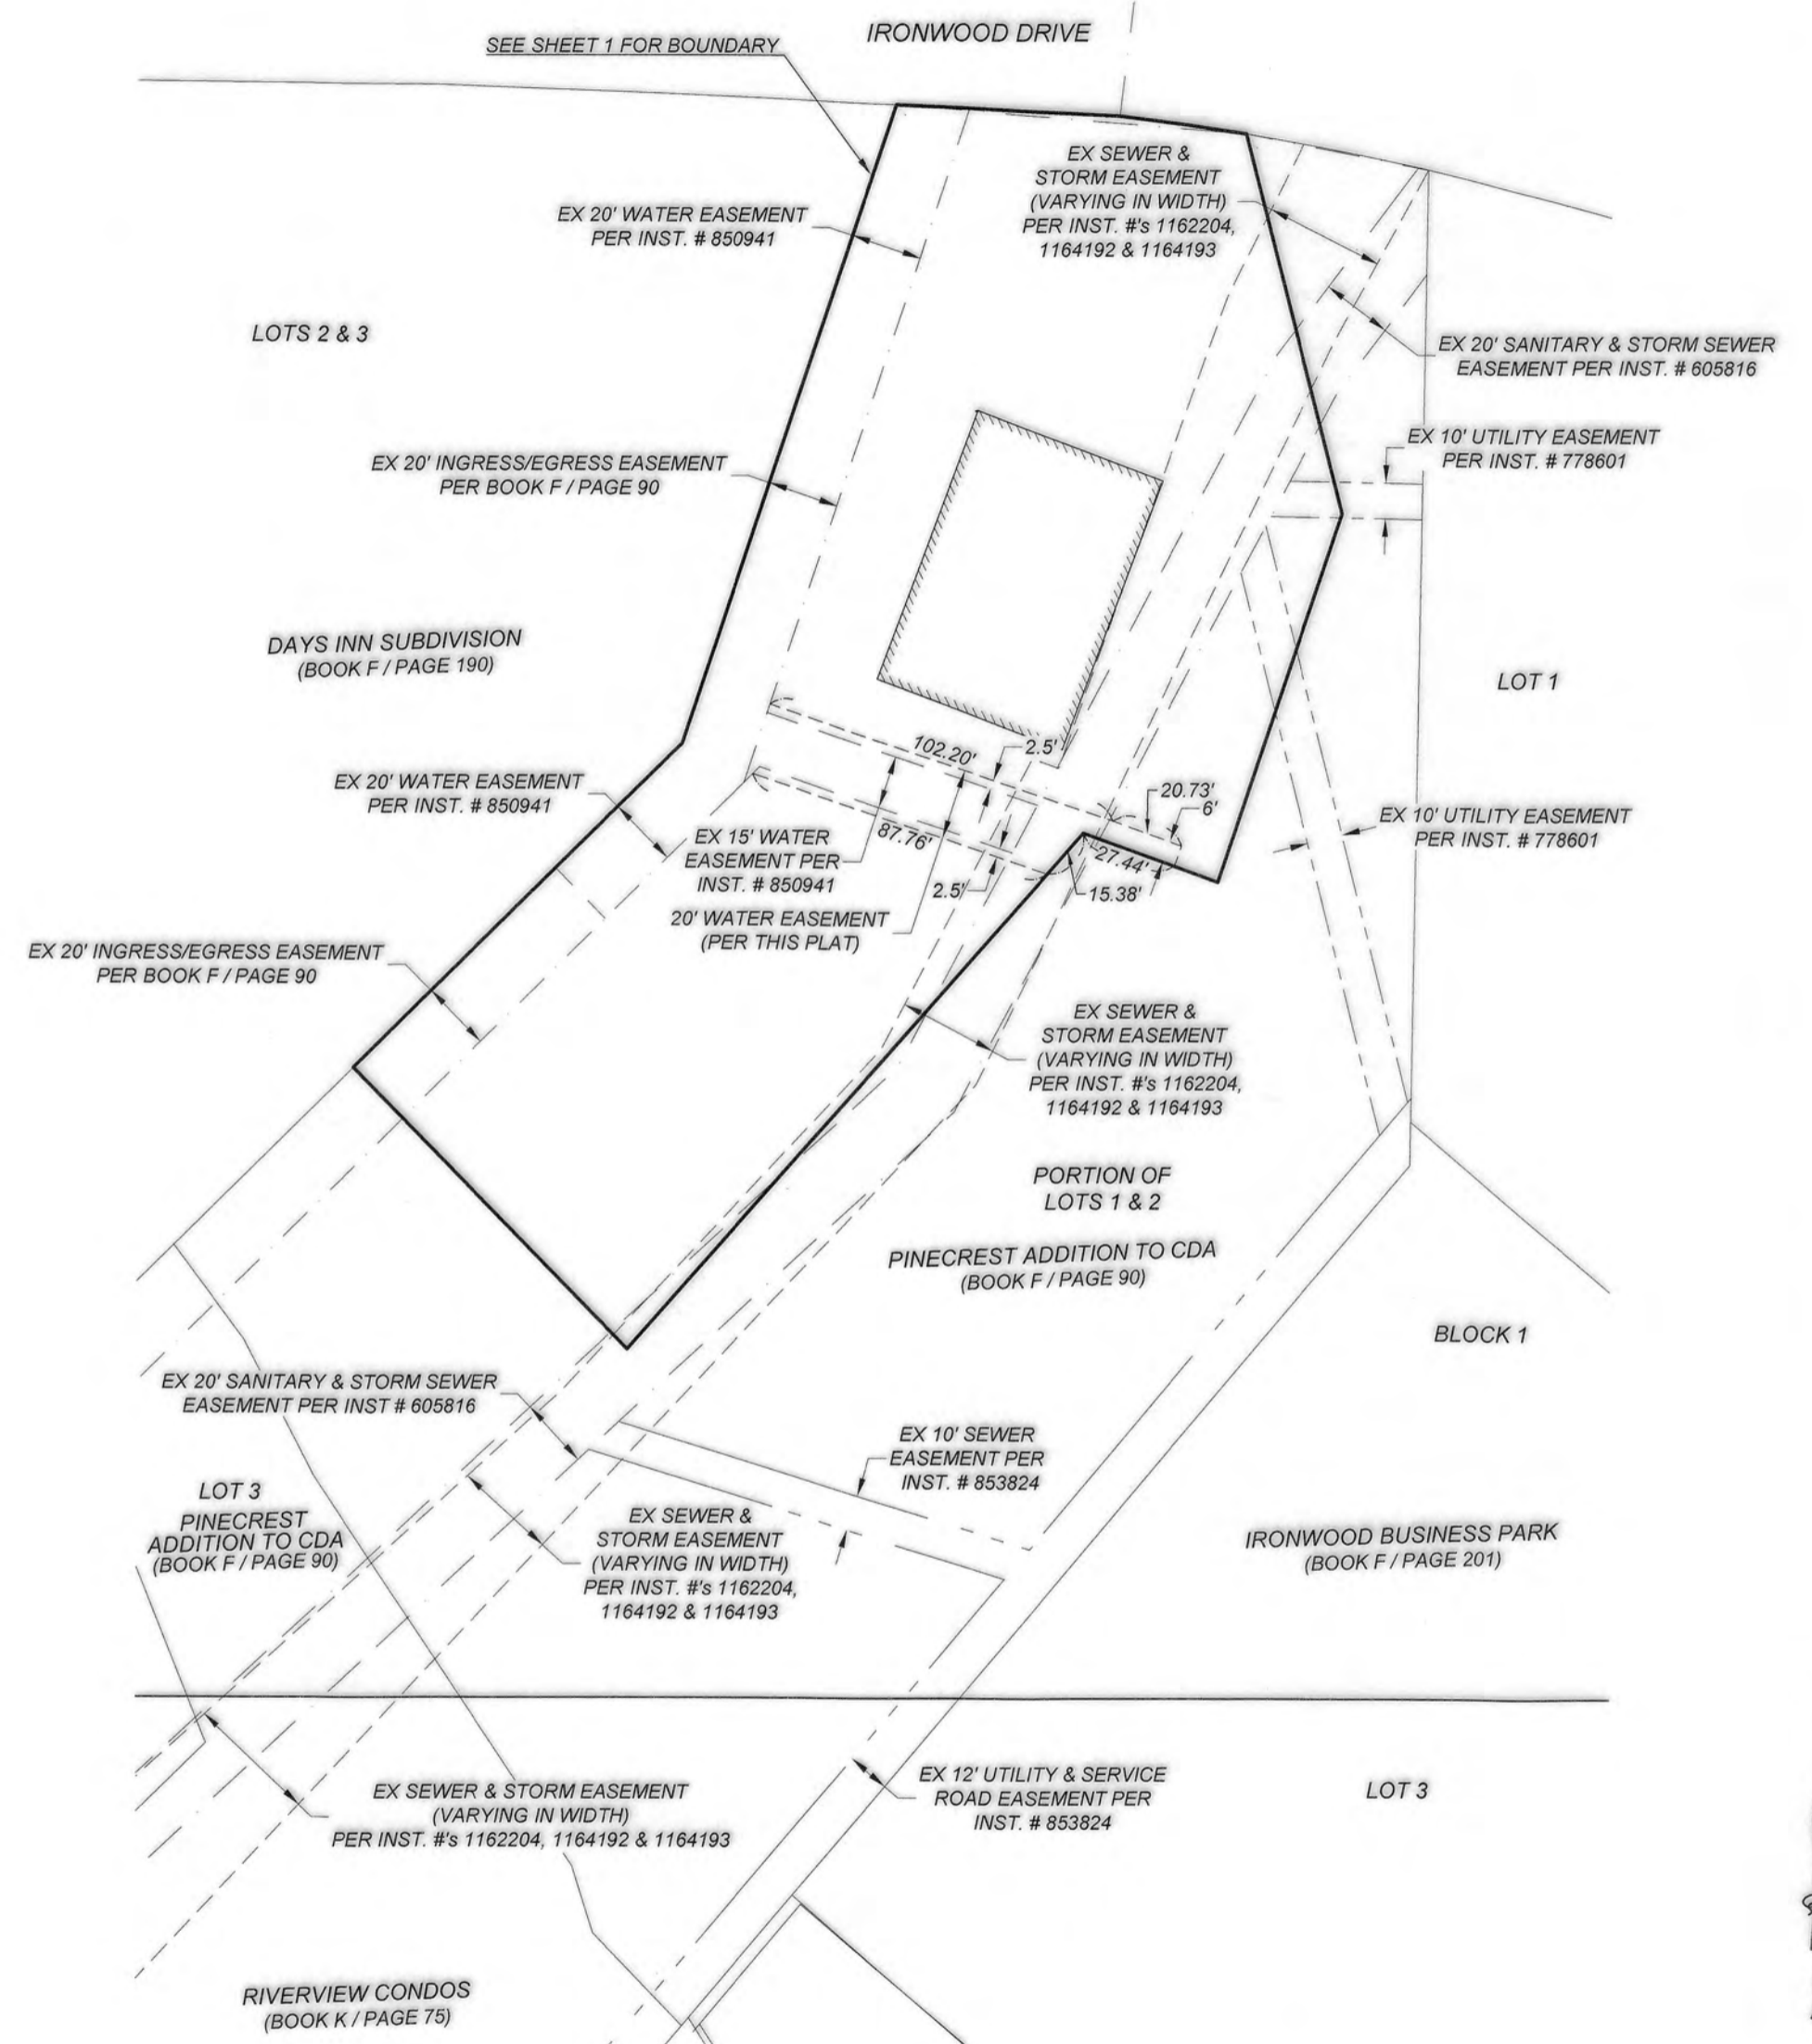 IRONWOOD DRIVE
SEE SHEET 1 FOR BOUNDARY
EX SEWER &
STORM EASEMENT
(VARYING IN WIDTH)
PER INST. #'s 1162204,
1164192 & 1164193
EX 20' WATER EASEMENT
PER INST. # 850941
LOTS 2 & 3
EX 20' SANITARY & STORM SEWER
EASEMENT PER INST. # 605816
EX 10' UTILITY EASEMENT
PER INST. # 778601
EX 20' INGRESS/EGRESS EASEMENT
PER BOOK F / PAGE 90
DAYS INN SUBDIVISION
(BOOK F / PAGE 190)
LOT 1
102.20'
2.5'
EX 20' WATER EASEMENT
PER INST. # 850941
20.73'
6'
EX 10' UTILITY EASEMENT
PER INST. # 778601
87.76'
EX 15' WATER
EASEMENT PER
INST. # 850941
27.44'
2.5'
15.38'
20' WATER EASEMENT
(PER THIS PLAT)
EX 20' INGRESS/EGRESS EASEMENT
PER BOOK F / PAGE 90
EX SEWER &
STORM EASEMENT
(VARYING IN WIDTH)
PER INST. #'s 1162204,
1164192 & 1164193
PORTION OF
LOTS 1 & 2
PINECREST ADDITION TO CDA
(BOOK F / PAGE 90)
BLOCK 1
EX 20' SANITARY & STORM SEWER
EASEMENT PER INST # 605816
EX 10' SEWER
EASEMENT PER
INST. # 853824
LOT 3
PINECREST
ADDITION TO CDA
(BOOK F / PAGE 90)
EX SEWER &
STORM EASEMENT
(VARYING IN WIDTH)
PER INST. #'s 1162204,
1164192 & 1164193
IRONWOOD BUSINESS PARK
(BOOK F / PAGE 201)
EX SEWER & STORM EASEMENT
(VARYING IN WIDTH)
PER INST. #'s 1162204, 1164192 & 1164193
EX 12' UTILITY & SERVICE
ROAD EASEMENT PER
INST. # 853824
LOT 3
RIVERVIEW CONDOS
(BOOK K / PAGE 75)